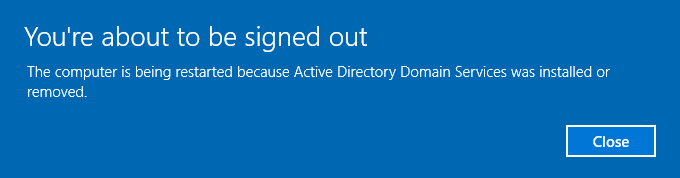 You're about to be signed out
The computer is being restarted because Active Directory Domain Services was installed or
removed.
Close